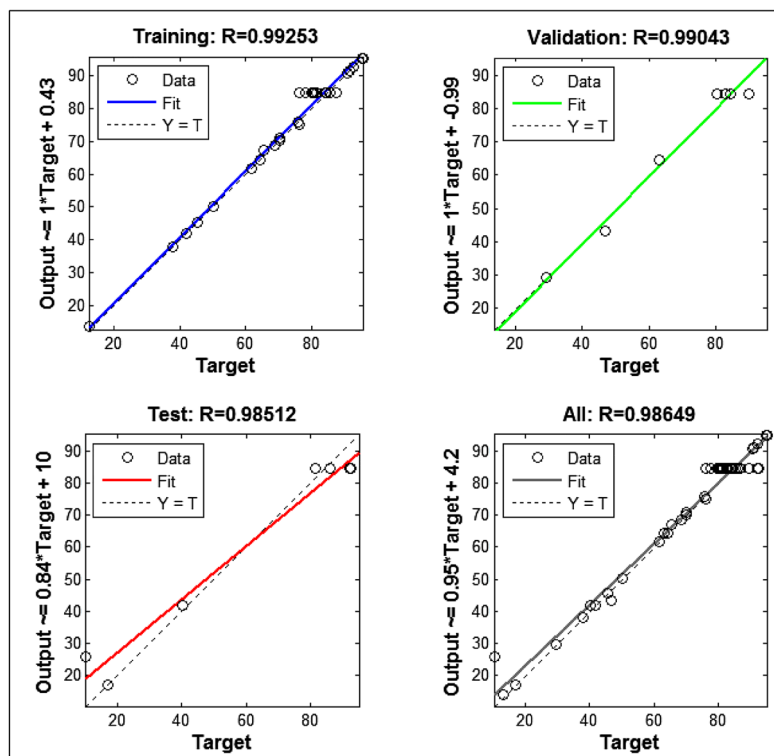 Training: R=0.99253
Output ~= 1*Target + 0.43
90
80
70
60
50
40
30
20
Data
Fit
Y = T
20 40 60 80
Target
Validation: R=0.99043
Output ~= 1*Target + -0.99
90
80
70
60
50
40
30
20
Data
Fit
Y = T
20 40 60 80
Target
Test: R=0.98512
Output ~= 0.84*Target + 10
90
80
70
60
50
40
30
20
Data
Fit
Y = T
20 40 60 80
Target
All: R=0.98649
Output ~= 0.95*Target + 4.2
90
80
70
60
50
40
30
20
Data
Fit
Y = T
20 40 60 80
Target